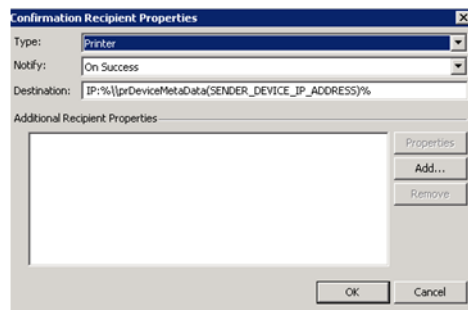 Confirmation Recipient Properties
Type: Printer
Notify: On Success
Destination: IP:%\\prDeviceMetaData(SENDER_DEVICE_IP_ADDRESS)%
Additional Recipient Properties
Properties
Add...
Remove
OK Cancel